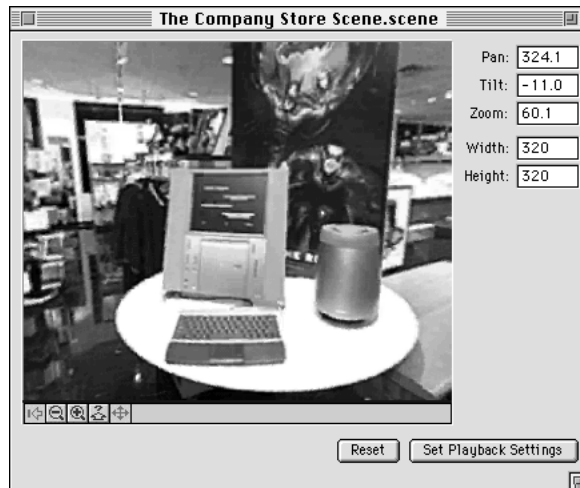 The Company Store Scene.scene
Pan: 324.1
Tilt: -11.0
Zoom: 60.1
Width: 320
Height: 320
Reset
Set Playback Settings